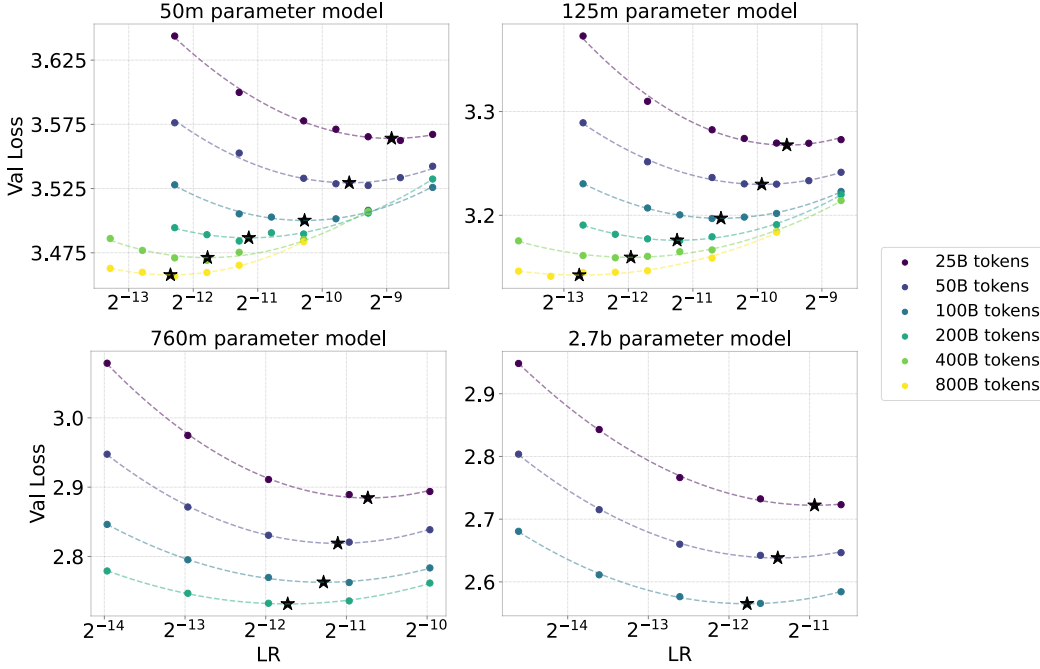 50m parameter model
125m parameter model
Val Loss
3.625
3.575
3.525
3.475
2⁻¹³ 2⁻¹² 2⁻¹¹ 2⁻¹⁰ 2⁻⁹
3.3
3.2
2⁻¹³ 2⁻¹² 2⁻¹¹ 2⁻¹⁰ 2⁻⁹
25B tokens
50B tokens
100B tokens
200B tokens
400B tokens
800B tokens
760m parameter model
2.7b parameter model
Val Loss
3.0
2.9
2.8
2⁻¹⁴ 2⁻¹³ 2⁻¹² 2⁻¹¹ 2⁻¹⁰
LR
2.9
2.8
2.7
2.6
2⁻¹⁴ 2⁻¹³ 2⁻¹² 2⁻¹¹
LR